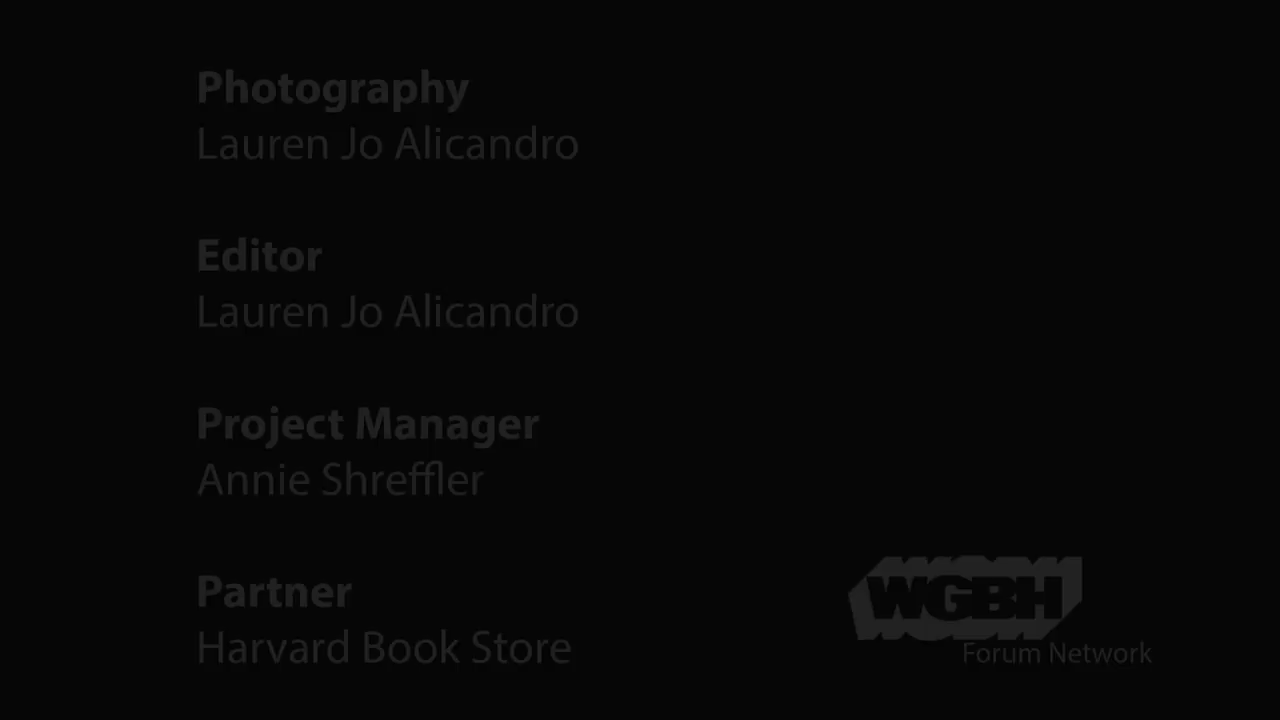 Photography
Lauren Jo Alicandro
Editor
Lauren Jo Alicandro
Project Manager
Annie Shreffler
Partner
Harvard Book Store
WGBH
Forum Network